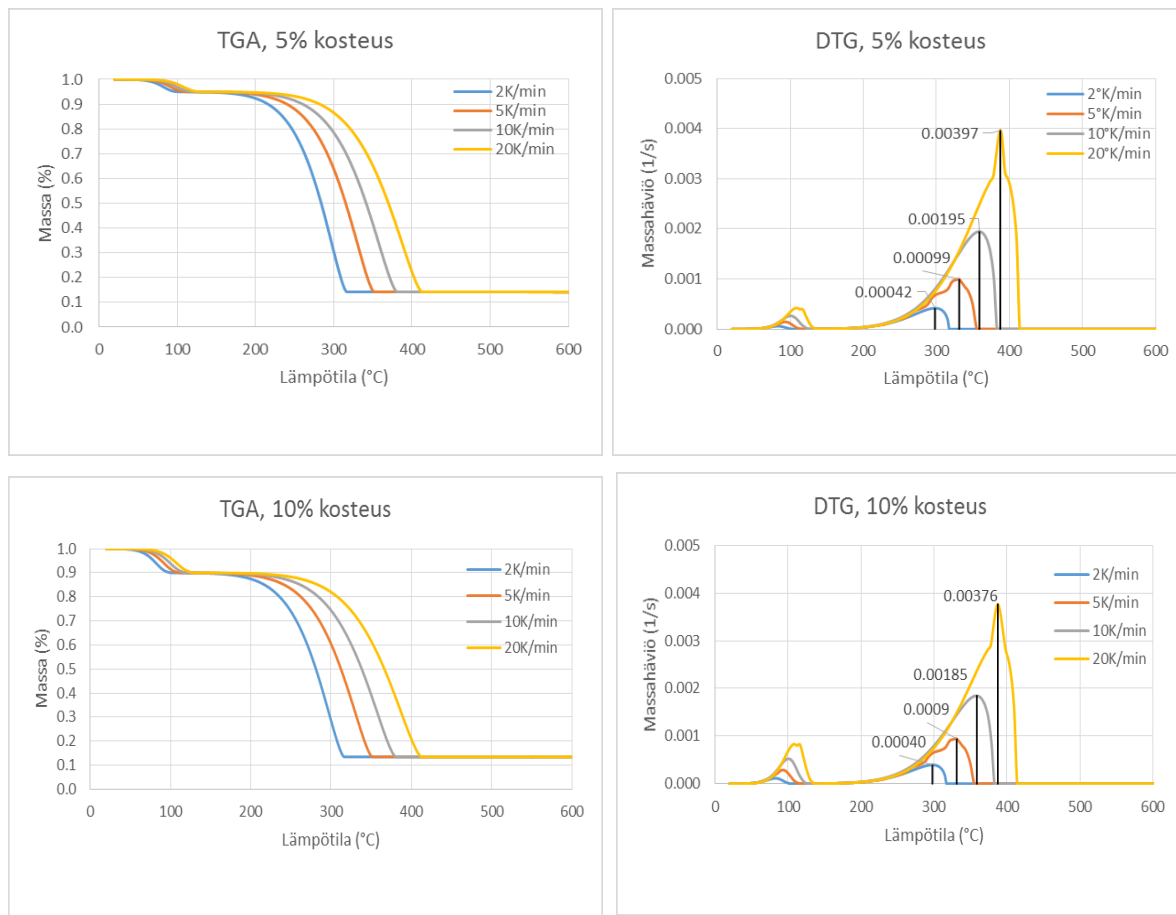 TGA, 5% kosteus
1.0
0.9
0.8
0.7
0.6
0.5
0.4
0.3
0.2
0.1
0.0
Massa (%)
2K/min
5K/min
10K/min
20K/min
0 100 200 300 400 500 600
Lämpötila (°C)
DTG, 5% kosteus
0.005
0.004
0.003
0.002
0.001
0.000
Massahäviö (1/s)
2°K/min
5°K/min
10°K/min
20°K/min
0.00397
0.00195
0.00099
0.00042
0 100 200 300 400 500 600
Lämpötila (°C)
TGA, 10% kosteus
1.0
0.9
0.8
0.7
0.6
0.5
0.4
0.3
0.2
0.1
0.0
Massa (%)
2K/min
5K/min
10K/min
20K/min
0 100 200 300 400 500 600
Lämpötila (°C)
DTG, 10% kosteus
0.005
0.004
0.003
0.002
0.001
0.000
Massahäviö (1/s)
2K/min
5K/min
10K/min
20K/min
0.00376
0.00185
0.0009
0.00040
0 100 200 300 400 500 600
Lämpötila (°C)